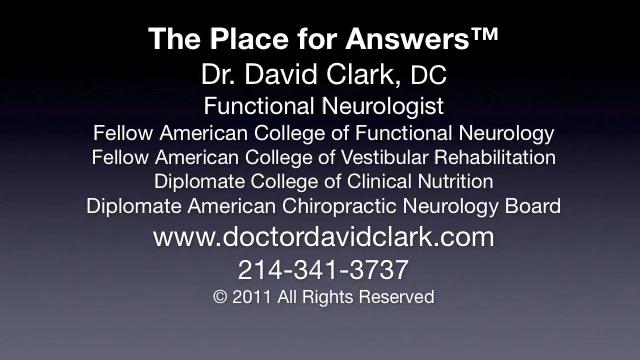 The Place for Answers™
Dr. David Clark, DC
Functional Neurologist
Fellow American College of Functional Neurology
Fellow American College of Vestibular Rehabilitation
Diplomate College of Clinical Nutrition
Diplomate American Chiropractic Neurology Board
www.doctordavidclark.com
214-341-3737
© 2011 All Rights Reserved